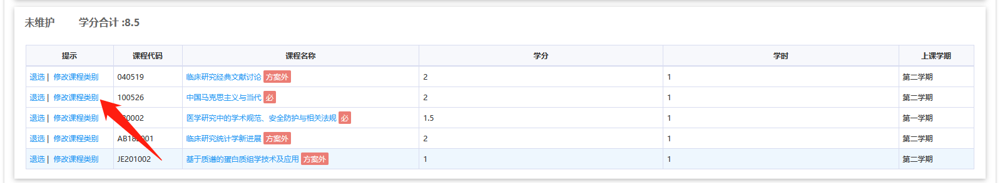 未维护 学分合计 :8.5
提示 课程代码 课程名称 学分 学时 上课学期
退选 | 修改课程类别 040519 临床研究经典文献讨论 方案外 2 1 第二学期
退选 | 修改课程类别 100526 中国马克思主义与当代 必 2 1 第二学期
退选 | 修改课程类别 20002 医学研究中的学术规范、安全防护与相关法规 必 1.5 1 第一学期
退选 | 修改课程类别 临床研究统计学新进展 方案外 2 1 第二学期
退选 | 修改课程类别 JE201002 基于质谱的蛋白质组学技术及应用 方案外 1 1 第二学期